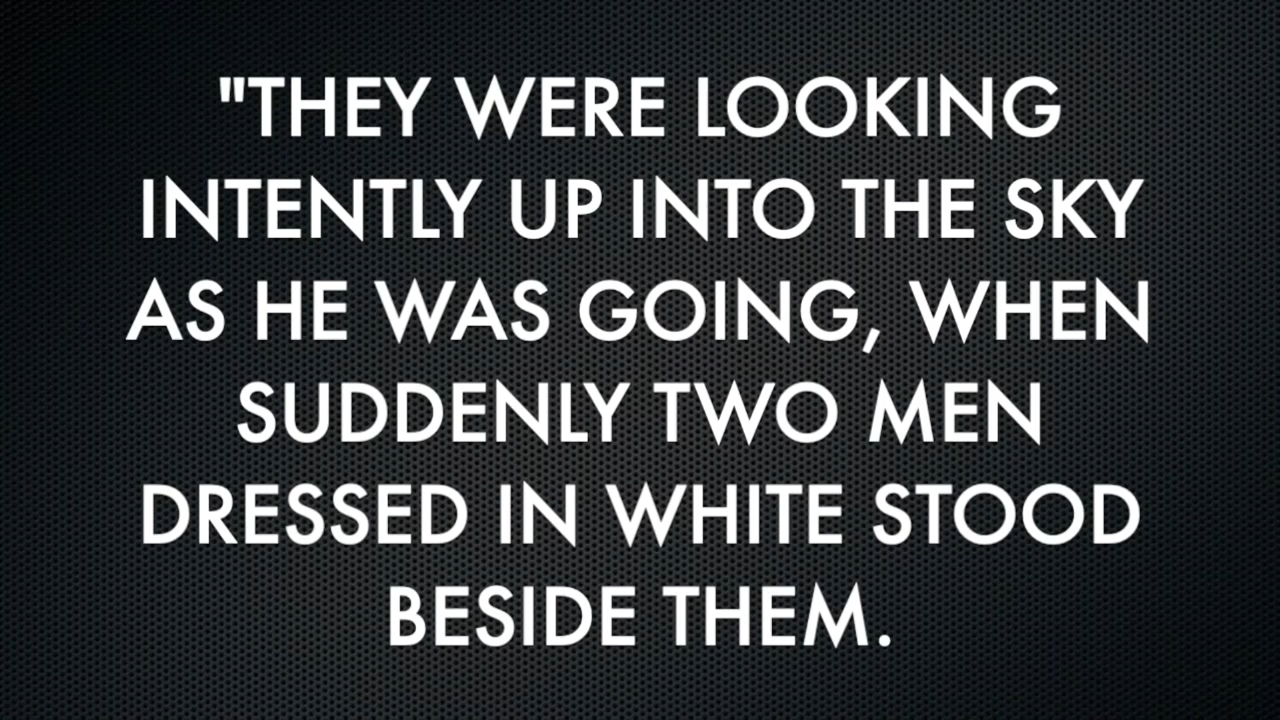 "THEY WERE LOOKING
INTENTLY UP INTO THE SKY
AS HE WAS GOING, WHEN
SUDDENLY TWO MEN
DRESSED IN WHITE STOOD
BESIDE THEM.